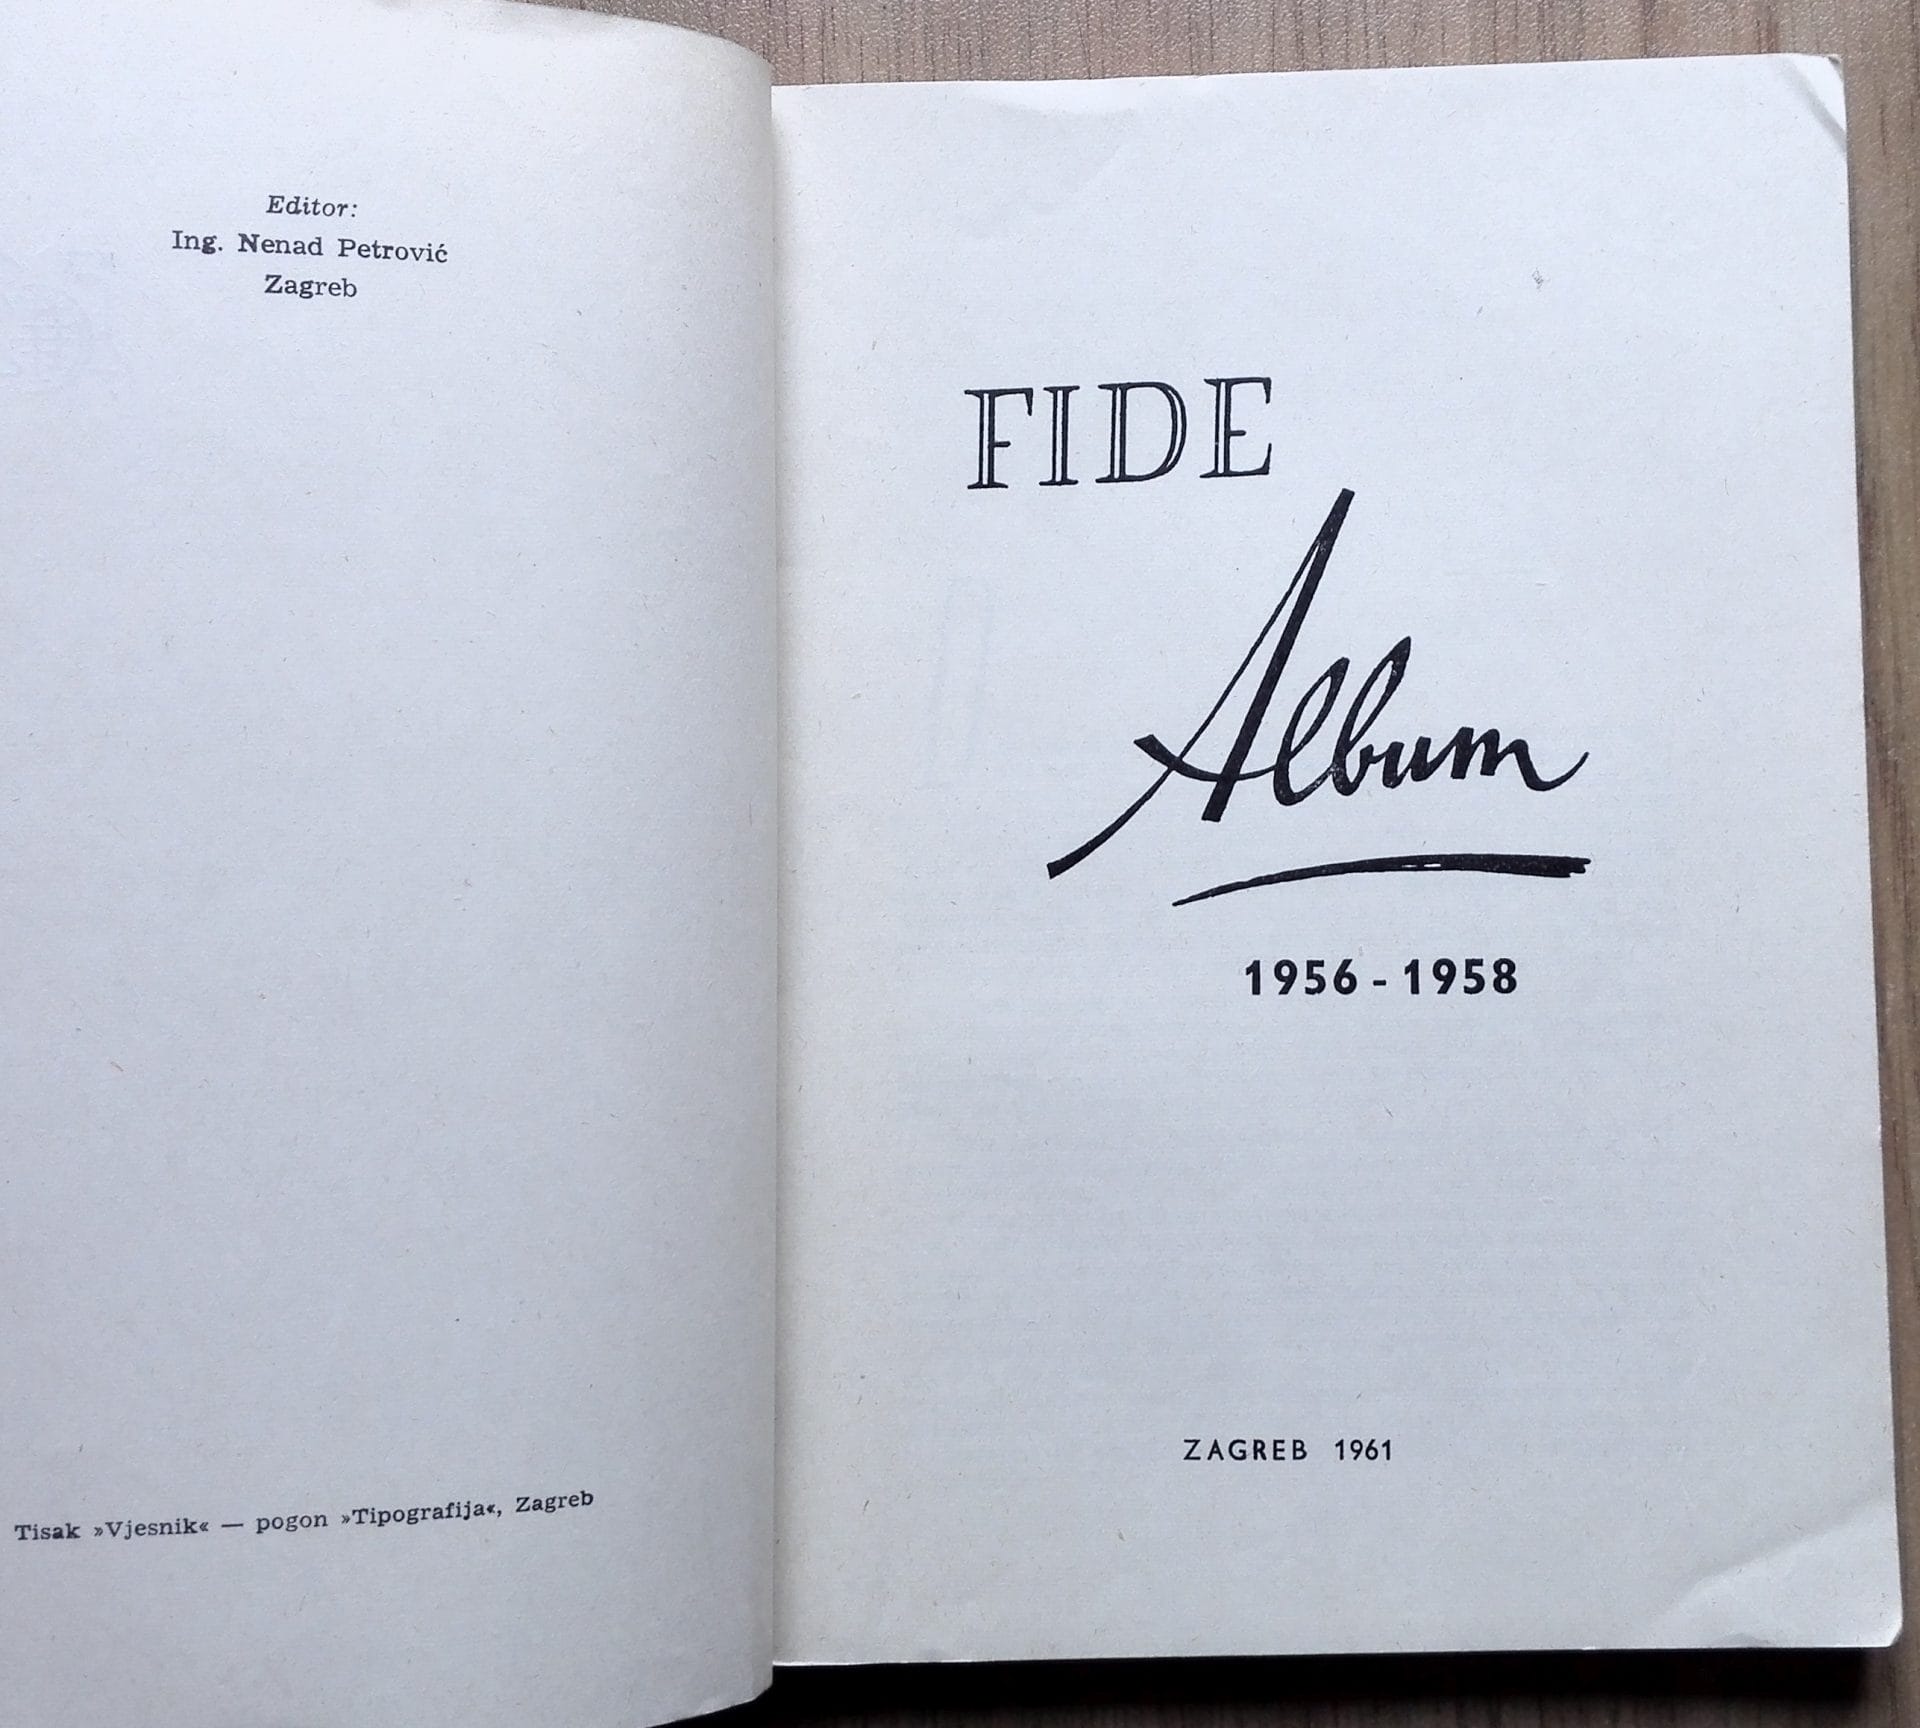 Editor:
Ing. Nenad Petrović
Zagreb
Tisak »Vjesnik« — pogon »Tipografija«, Zagreb
FIDE
Album
1956 - 1958
ZAGREB 1961